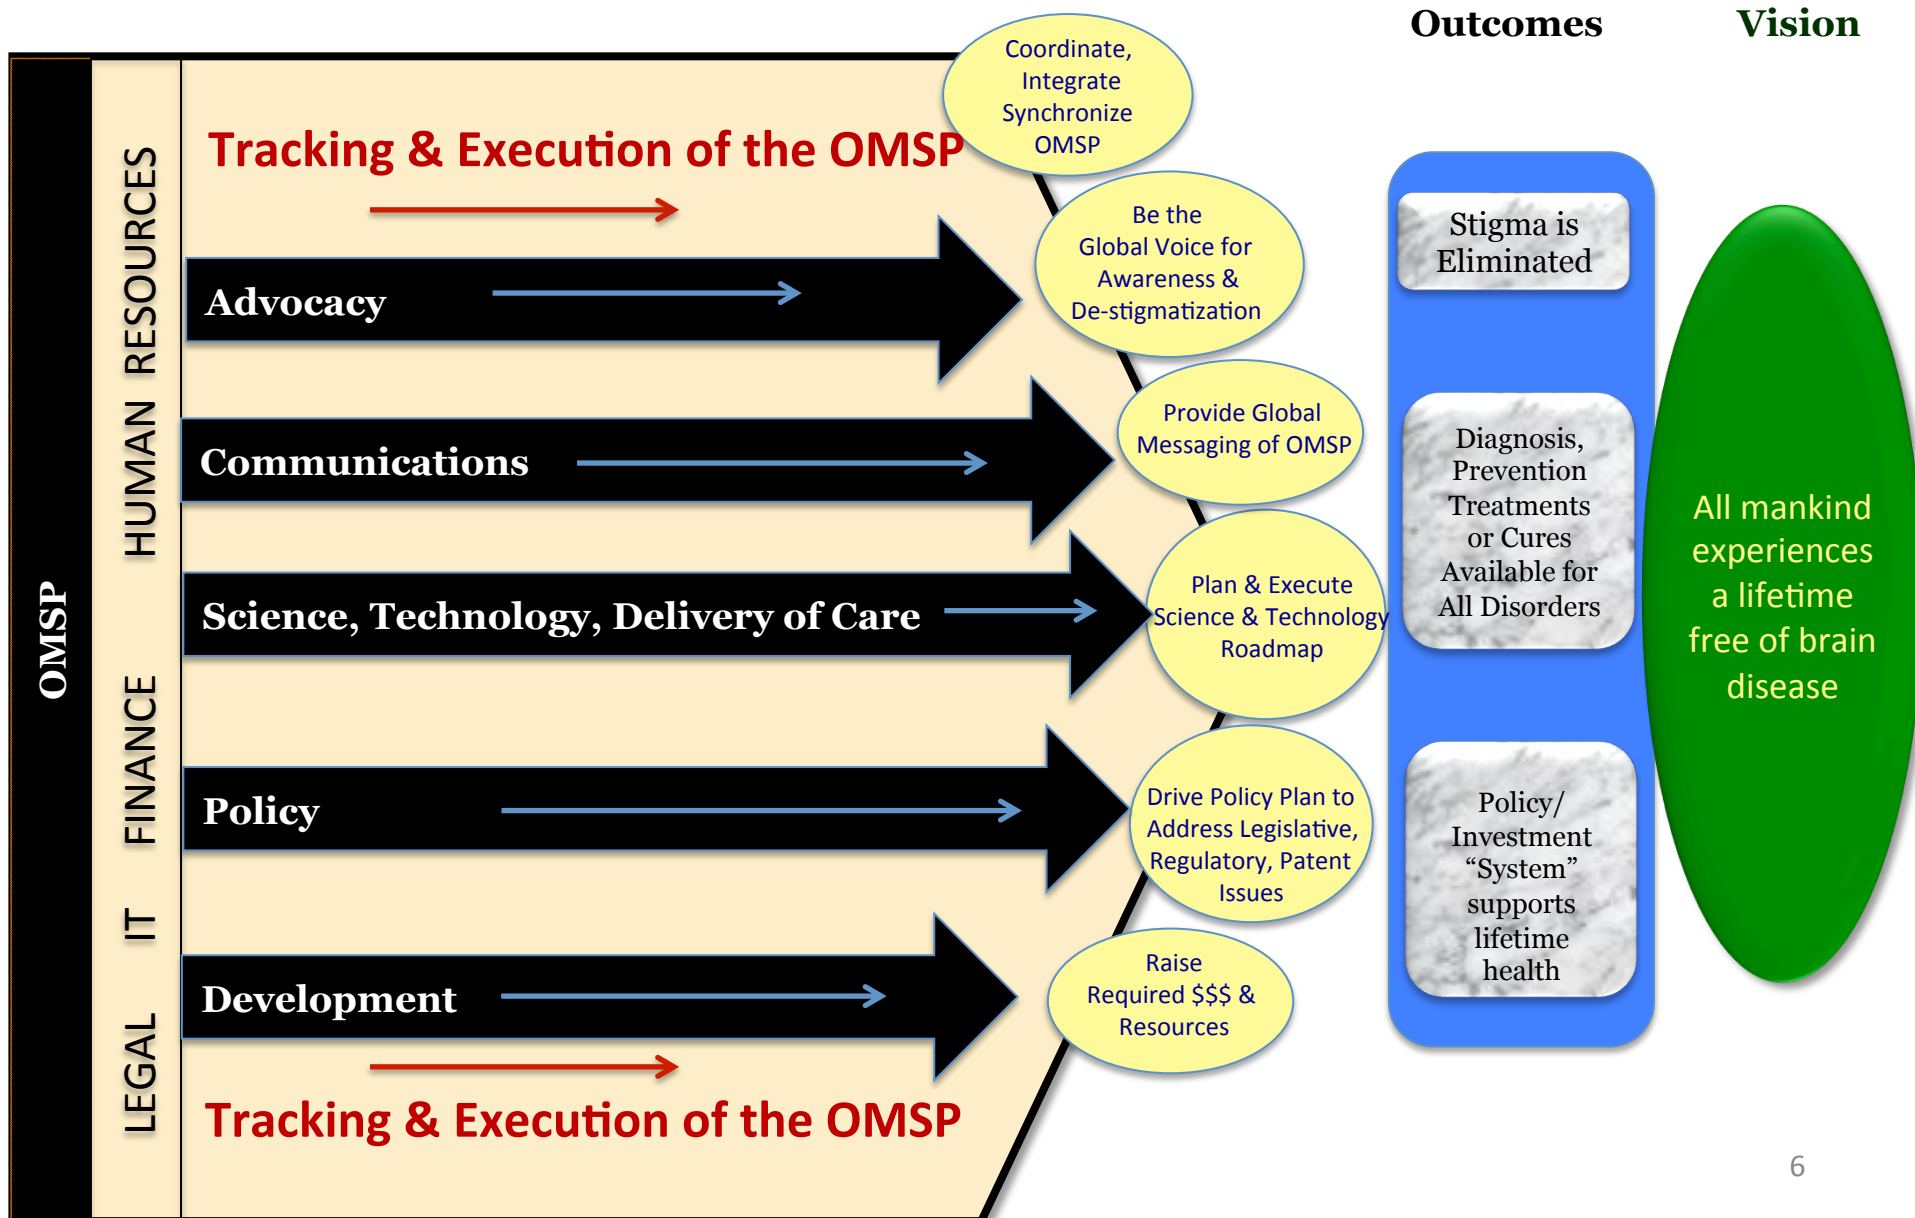 Outcomes
Vision
OMSP
LEGAL IT FINANCE HUMAN RESOURCES
Tracking & Execution of the OMSP
Advocacy
Communications
Science, Technology, Delivery of Care
Policy
Development
Tracking & Execution of the OMSP
Coordinate,
Integrate
Synchronize
OMSP
Be the
Global Voice for
Awareness &
De-stigmatization
Provide Global
Messaging of OMSP
Plan & Execute
Science & Technology
Roadmap
Drive Policy Plan to
Address Legislative,
Regulatory, Patent
Issues
Raise
Required $$$ &
Resources
Stigma is
Eliminated
Diagnosis,
Prevention
Treatments
or Cures
Available for
All Disorders
Policy/
Investment
“System”
supports
lifetime
health
All mankind
experiences
a lifetime
free of brain
disease
6